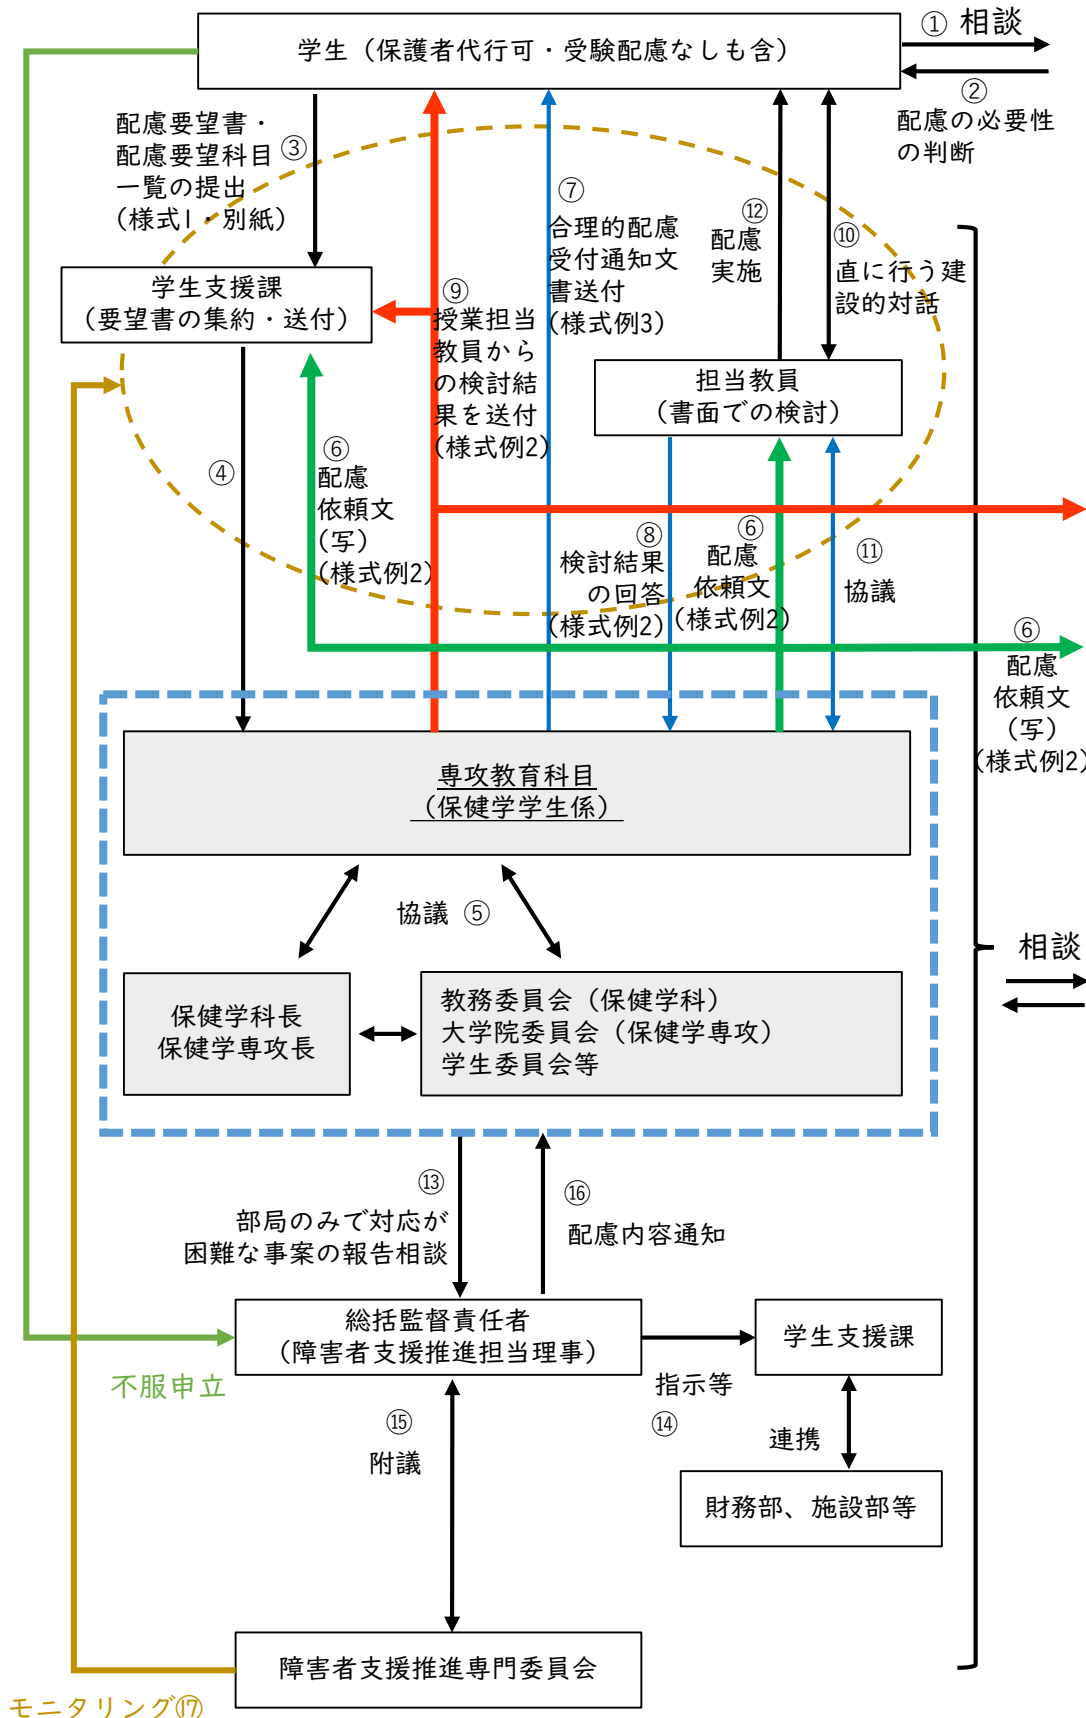 学生（保護者代行可・受験配慮なしも含）
① 相談
②
配慮の必要性
の判断
配慮要望書・
配慮要望科目
一覧の提出
(様式1・別紙)
③
⑦
合理的配慮
受付通知文
書送付
(様式例3)
⑫
配慮
実施
⑩
直に行う建
設的対話
学生支援課
（要望書の集約・送付）
⑨
授業担当
教員から
の検討結
果を送付
(様式例2)
担当教員
（書面での検討）
④
⑥
配慮
依頼文
(写)
(様式例2)
⑧
検討結果
の回答
(様式例2)
⑥
配慮
依頼文
(様式例2)
⑪
協議
⑥
配慮
依頼文
(写)
(様式例2)
専攻教育科目
（保健学学生係）
協議 ⑤
相談
保健学科長
保健学専攻長
教務委員会（保健学科）
大学院委員会（保健学専攻）
学生委員会等
⑬
部局のみで対応が
困難な事案の報告相談
⑯
配慮内容通知
総括監督責任者
（障害者支援推進担当理事）
学生支援課
不服申立
指示等
⑭
⑮
附議
連携
財務部、施設部等
障害者支援推進専門委員会
モニタリング⑰